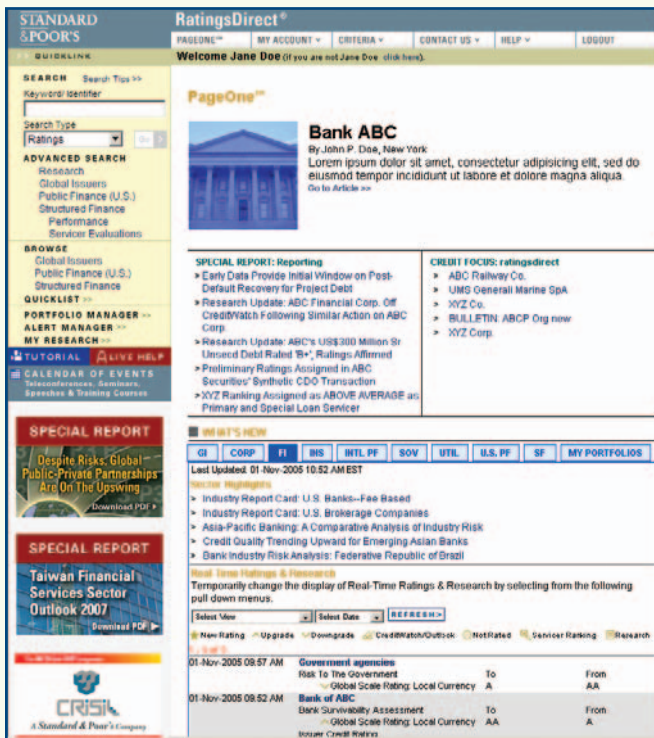 STANDARD
&POOR'S
RatingsDirect®
PAGEONE℠
MY ACCOUNT
CRITERIA
CONTACT US
HELP
LOGOUT
QUICKLINK
Welcome Jane Doe (if you are not Jane Doe click here).
SEARCH Search Tips >>
Keyword/Identifier
Search Type
Ratings
Go
ADVANCED SEARCH
Research
Global Issuers
Public Finance (U.S.)
Structured Finance
Performance
Servicer Evaluations
BROWSE
Global Issuers
Public Finance (U.S.)
Structured Finance
QUICKLIST >>
PORTFOLIO MANAGER >>
ALERT MANAGER >>
MY RESEARCH >>
TUTORIAL
LIVE HELP
CALENDAR OF EVENTS
Teleconferences, Seminars,
Speeches & Training Courses
SPECIAL REPORT
Despite Risks, Global
Public-Private Partnerships
Are On The Upswing
Download PDF
SPECIAL REPORT
Taiwan Financial
Services Sector
Outlook 2007
Download PDF
CRISIL
A Standard & Poor's Company
PageOne℠
Bank ABC
By John P. Doe, New York
Lorem ipsum dolor sit amet, consectetur adipisicing elit, sed do
eiusmod tempor incididunt ut labore et dolore magna aliqua.
Go to Article >>
SPECIAL REPORT: Reporting
> Early Data Provide Initial Window on Post-
Default Recovery for Project Debt
> Research Update: ABC Financial Corp. Off
CreditWatch Following Similar Action on ABC
Corp.
> Research Update: ABC's US$300 Million Sr
Unsecd Debt Rated 'B+', Ratings Affirmed
> Preliminary Ratings Assigned in ABC
Securities' Synthetic CDO Transaction
> XYZ Ranking Assigned as ABOVE AVERAGE as
Primary and Special Loan Servicer
CREDIT FOCUS: ratingsdirect
> ABC Railway Co.
> UMS Generali Marine SpA
> XYZ Co.
> BULLETIN: ABCP Org now
> XYZ Corp.
WHAT'S NEW
GI
CORP
FI
INS
INTL PF
SOV
UTIL
U.S. PF
SF
MY PORTFOLIOS
Last Updated: 01-Nov-2005 10:52 AM EST
Sector Highlights
> Industry Report Card: U.S. Banks--Fee Based
> Industry Report Card: U.S. Brokerage Companies
> Asia-Pacific Banking: A Comparative Analysis of Industry Risk
> Credit Quality Trending Upward for Emerging Asian Banks
> Bank Industry Risk Analysis: Federative Republic of Brazil
Real-Time Ratings & Research
Temporarily change the display of Real-Time Ratings & Research by selecting from the following
pull down menus.
Select View
Select Date
REFRESH>
New Rating
Upgrade
Downgrade
CreditWatch/Outlook
NotRated
Servicer Ranking
Research
01-Nov-2005 09:57 AM
Goverment agencies
Risk To The Government To From
Global Scale Rating: Local Currency A AA
01-Nov-2005 09:52 AM
Bank of ABC
Bank Survivability Assessment To From
Global Scale Rating: Local Currency AA A
Issuer Credit Rating